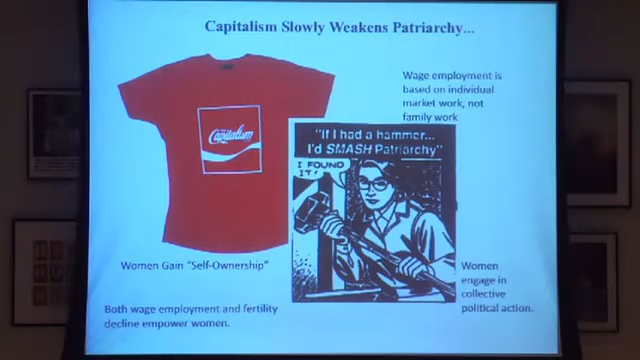 Capitalism Slowly Weakens Patriarchy...
Wage employment is
based on individual
market work, not
family work
Capitalism
"If I had a hammer...
I'd SMASH Patriarchy"
I FOUND
IT!
Women Gain "Self-Ownership"
Women
engage in
collective
political action.
Both wage employment and fertility
decline empower women.